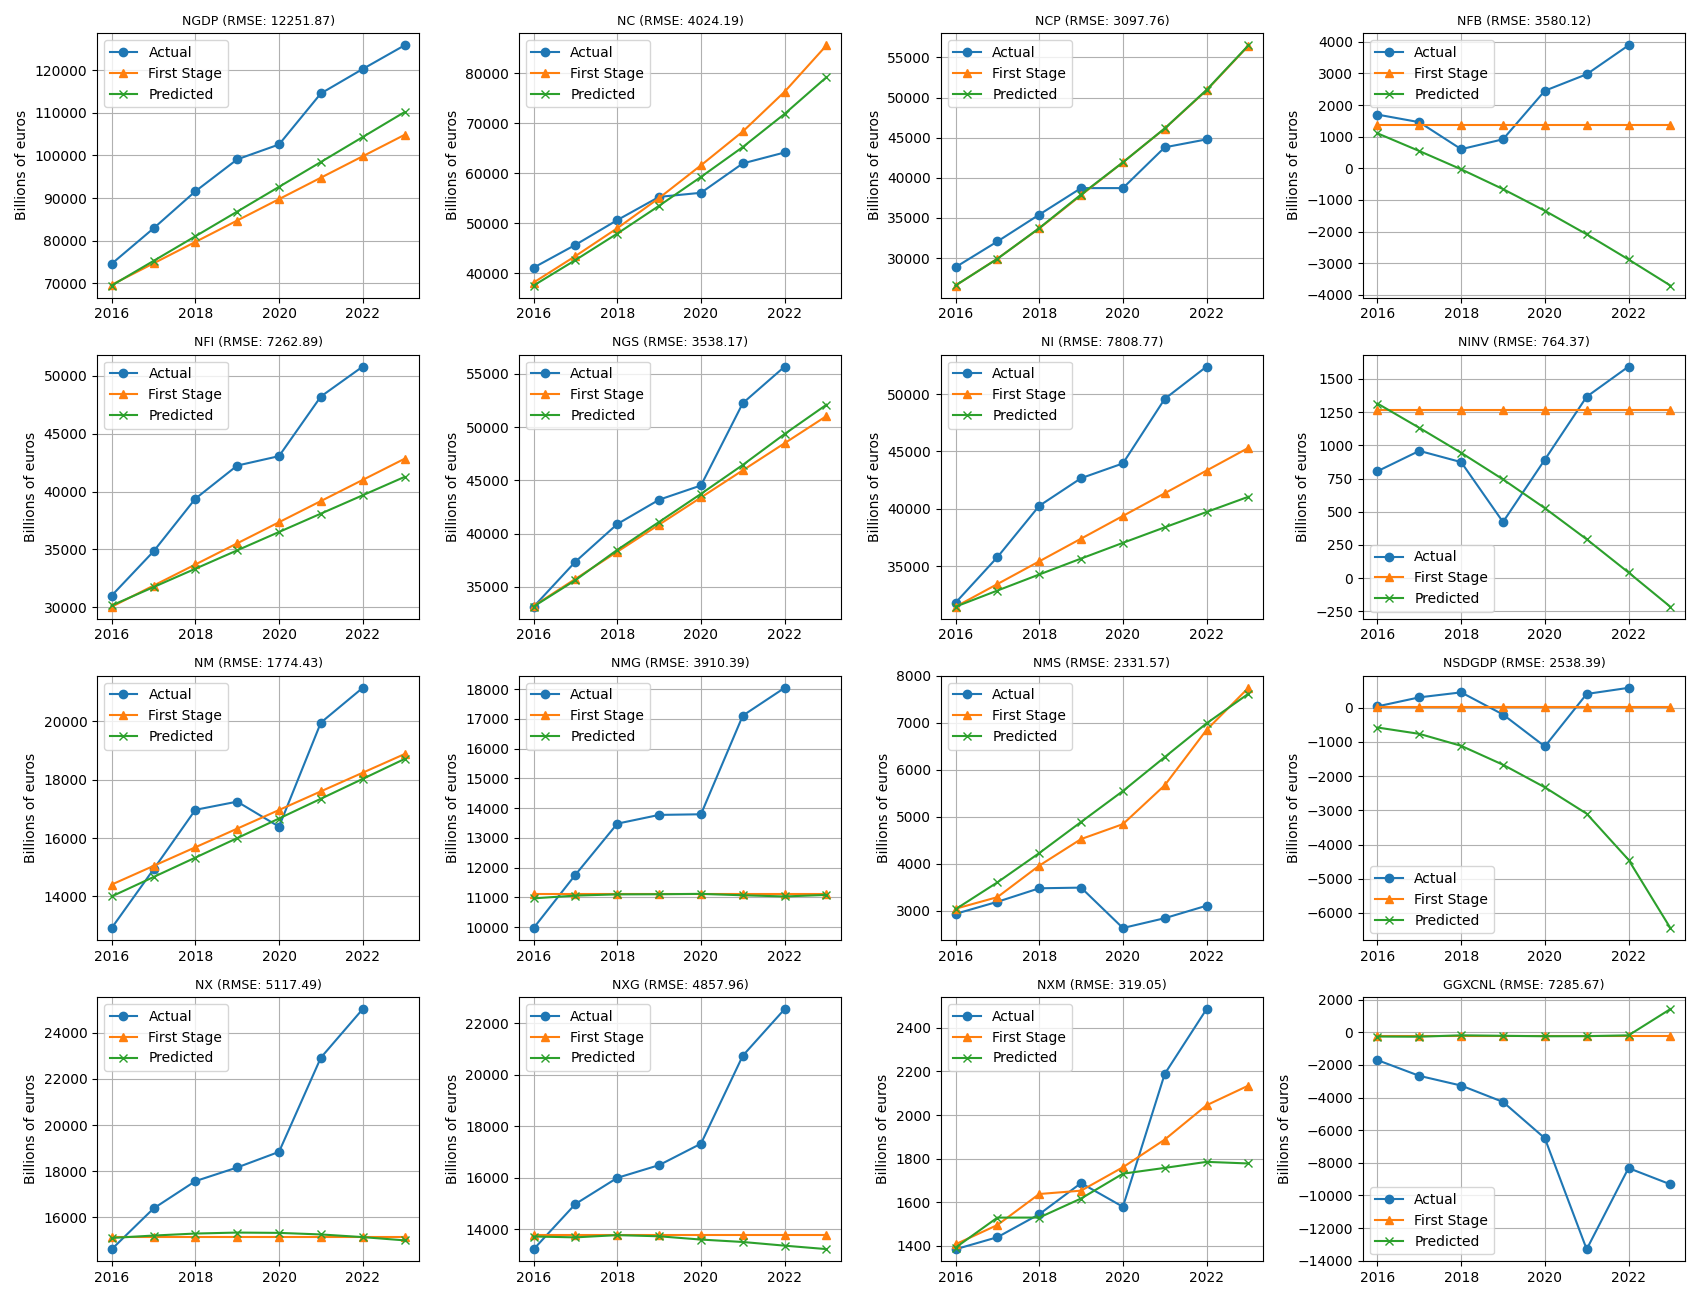 NGDP (RMSE: 12251.87)
Billions of euros
120000
110000
100000
90000
80000
70000
2016
2018
2020
2022
Actual
First Stage
Predicted
NC (RMSE: 4024.19)
Billions of euros
80000
70000
60000
50000
40000
2016
2018
2020
2022
Actual
First Stage
Predicted
NCP (RMSE: 3097.76)
Billions of euros
55000
50000
45000
40000
35000
30000
2016
2018
2020
2022
Actual
First Stage
Predicted
NFB (RMSE: 3580.12)
Billions of euros
4000
3000
2000
1000
0
−1000
−2000
−3000
−4000
2016
2018
2020
2022
Actual
First Stage
Predicted
NFI (RMSE: 7262.89)
Billions of euros
50000
45000
40000
35000
30000
2016
2018
2020
2022
Actual
First Stage
Predicted
NGS (RMSE: 3538.17)
Billions of euros
55000
50000
45000
40000
35000
2016
2018
2020
2022
Actual
First Stage
Predicted
NI (RMSE: 7808.77)
Billions of euros
50000
45000
40000
35000
2016
2018
2020
2022
Actual
First Stage
Predicted
NINV (RMSE: 764.37)
Billions of euros
1500
1250
1000
750
500
250
0
−250
2016
2018
2020
2022
Actual
First Stage
Predicted
NM (RMSE: 1774.43)
Billions of euros
20000
18000
16000
14000
2016
2018
2020
2022
Actual
First Stage
Predicted
NMG (RMSE: 3910.39)
Billions of euros
18000
17000
16000
15000
14000
13000
12000
11000
10000
2016
2018
2020
2022
Actual
First Stage
Predicted
NMS (RMSE: 2331.57)
Billions of euros
8000
7000
6000
5000
4000
3000
2016
2018
2020
2022
Actual
First Stage
Predicted
NSDGDP (RMSE: 2538.39)
Billions of euros
0
−1000
−2000
−3000
−4000
−5000
−6000
2016
2018
2020
2022
Actual
First Stage
Predicted
NX (RMSE: 5117.49)
Billions of euros
24000
22000
20000
18000
16000
2016
2018
2020
2022
Actual
First Stage
Predicted
NXG (RMSE: 4857.96)
Billions of euros
22000
20000
18000
16000
14000
2016
2018
2020
2022
Actual
First Stage
Predicted
NXM (RMSE: 319.05)
Billions of euros
2400
2200
2000
1800
1600
1400
2016
2018
2020
2022
Actual
First Stage
Predicted
GGXCNL (RMSE: 7285.67)
Billions of euros
2000
0
−2000
−4000
−6000
−8000
−10000
−12000
−14000
2016
2018
2020
2022
Actual
First Stage
Predicted